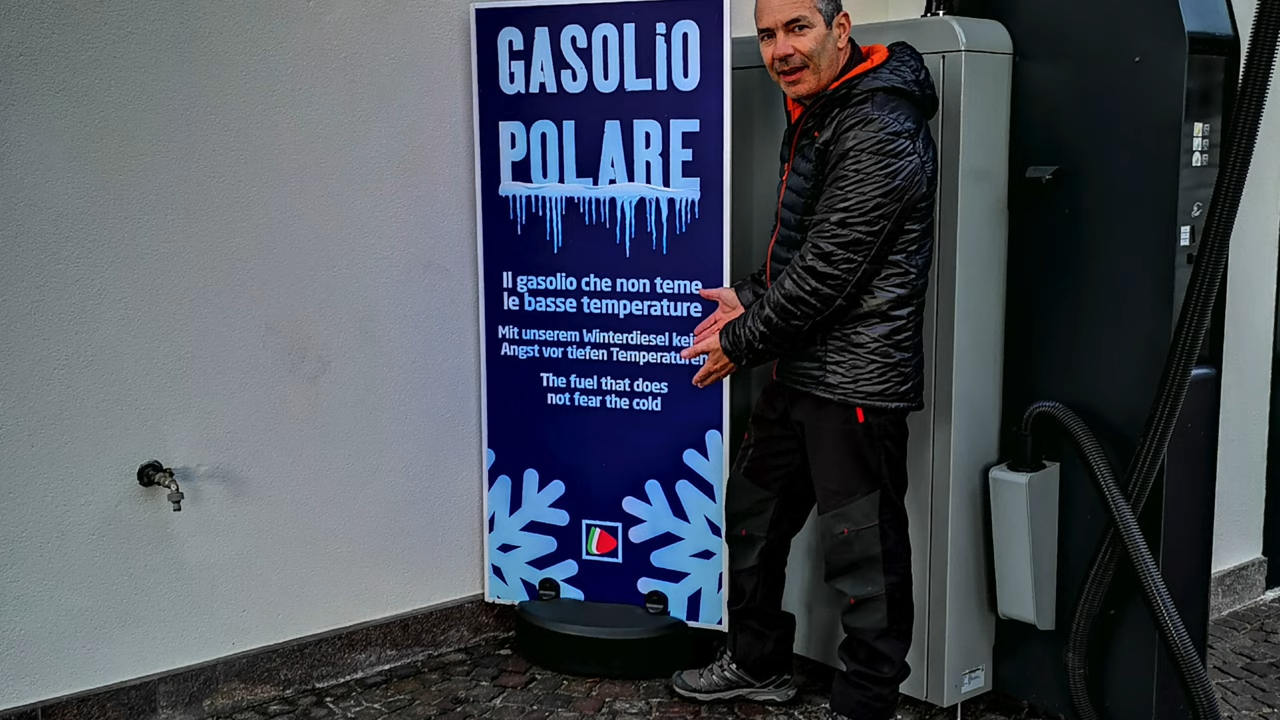 GASOLiO
POLARE
Il gasolio che non teme
le basse temperature
Mit unserem Winterdiesel
Angst vor tiefen Temperaturen
The fuel that does
not fear the cold